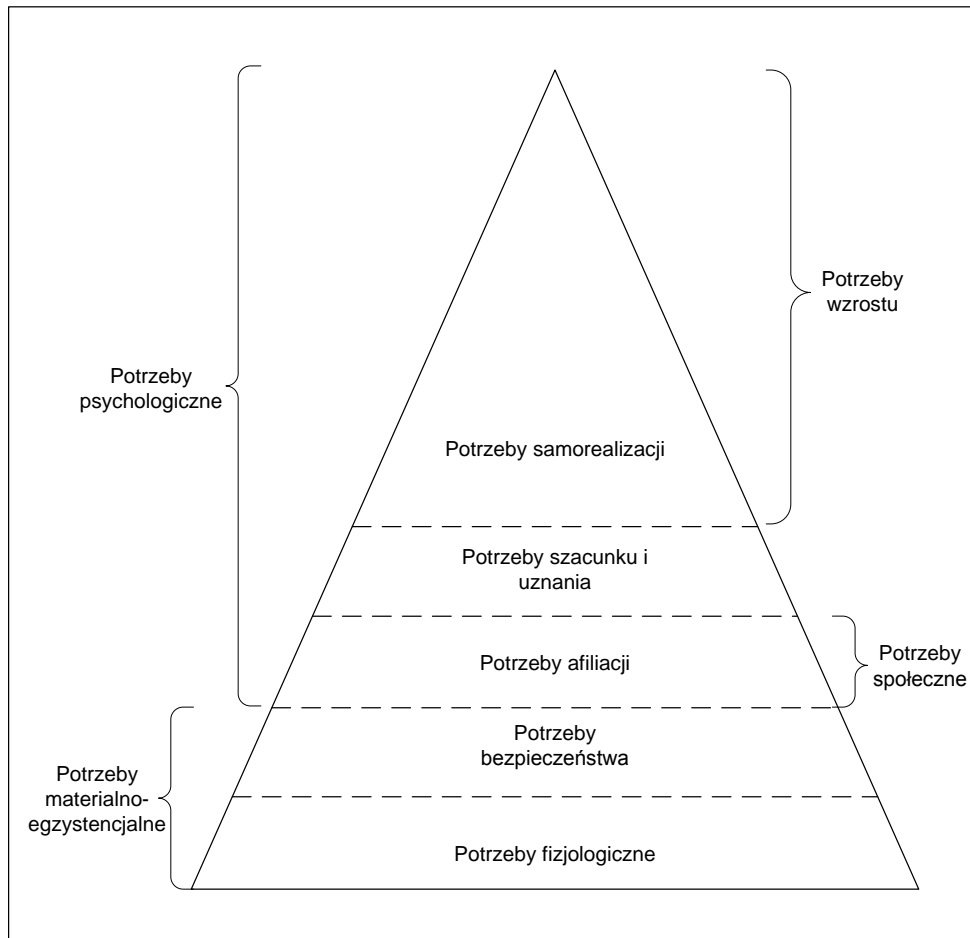 Potrzeby
wzrostu
Potrzeby
psychologiczne
Potrzeby samorealizacji
Potrzeby szacunku i
uznania
Potrzeby afiliacji
Potrzeby
społeczne
Potrzeby
bezpieczeństwa
Potrzeby
materialno-
egzystencjalne
Potrzeby fizjologiczne